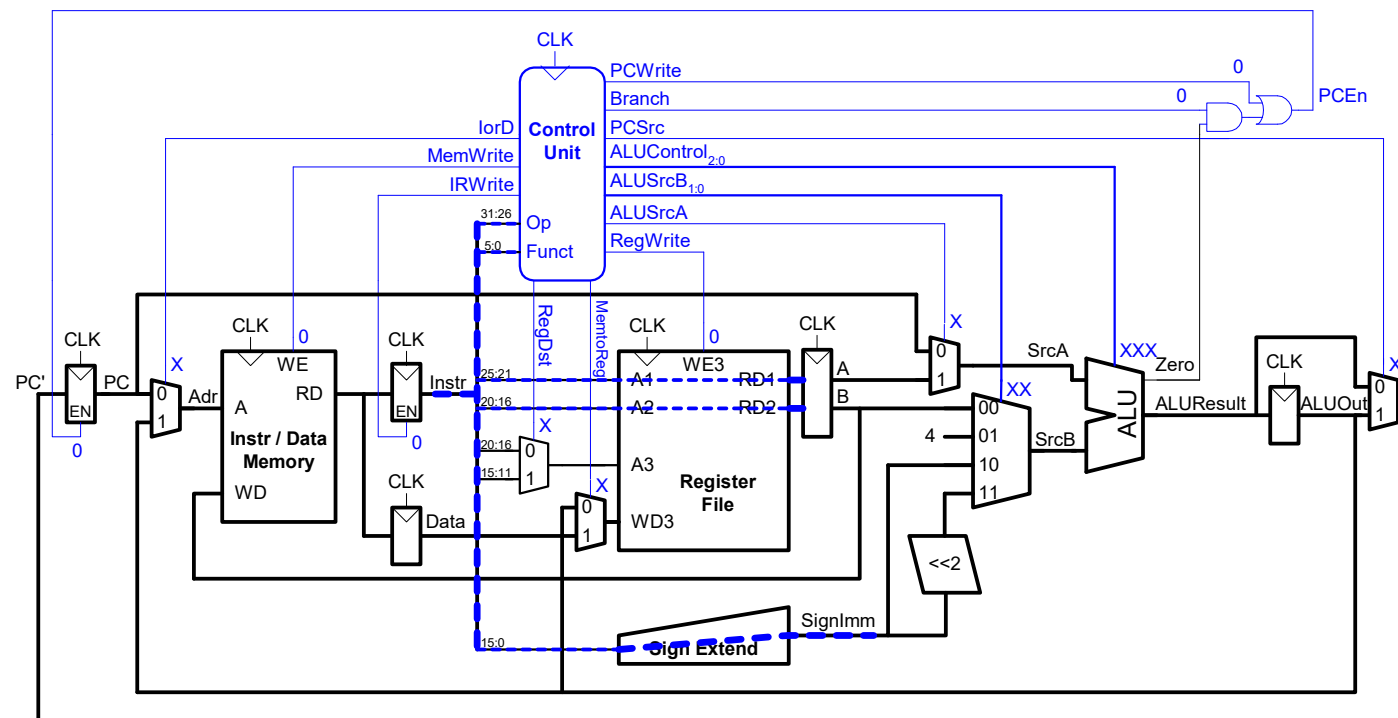 CLK
PCWrite
0
Branch
0
PCEn
IorD
Control
Unit
PCSrc
MemWrite
ALUControl2:0
IRWrite
ALUSrcB1:0
31:26
Op
ALUSrcA
5:0
Funct
RegWrite
RegDst
MemtoReg
CLK
CLK
CLK
CLK
CLK
0
X
X
WE
WE3
XXX
Zero
CLK
X
PC'
PC
EN
0
1
Adr
A
RD
Instr / Data
Memory
WD
EN
Instr
25:21
A1
RD1
A
0
1
SrcA
20:16
A2
RD2
B
XX
00
4
01
10
11
SrcB
ALU
ALUResult
ALUOut
0
1
0
0
X
20:16
0
15:11
1
A3
Register
File
CLK
Data
X
0
1
WD3
<<2
SignImm
15:0
Sign Extend